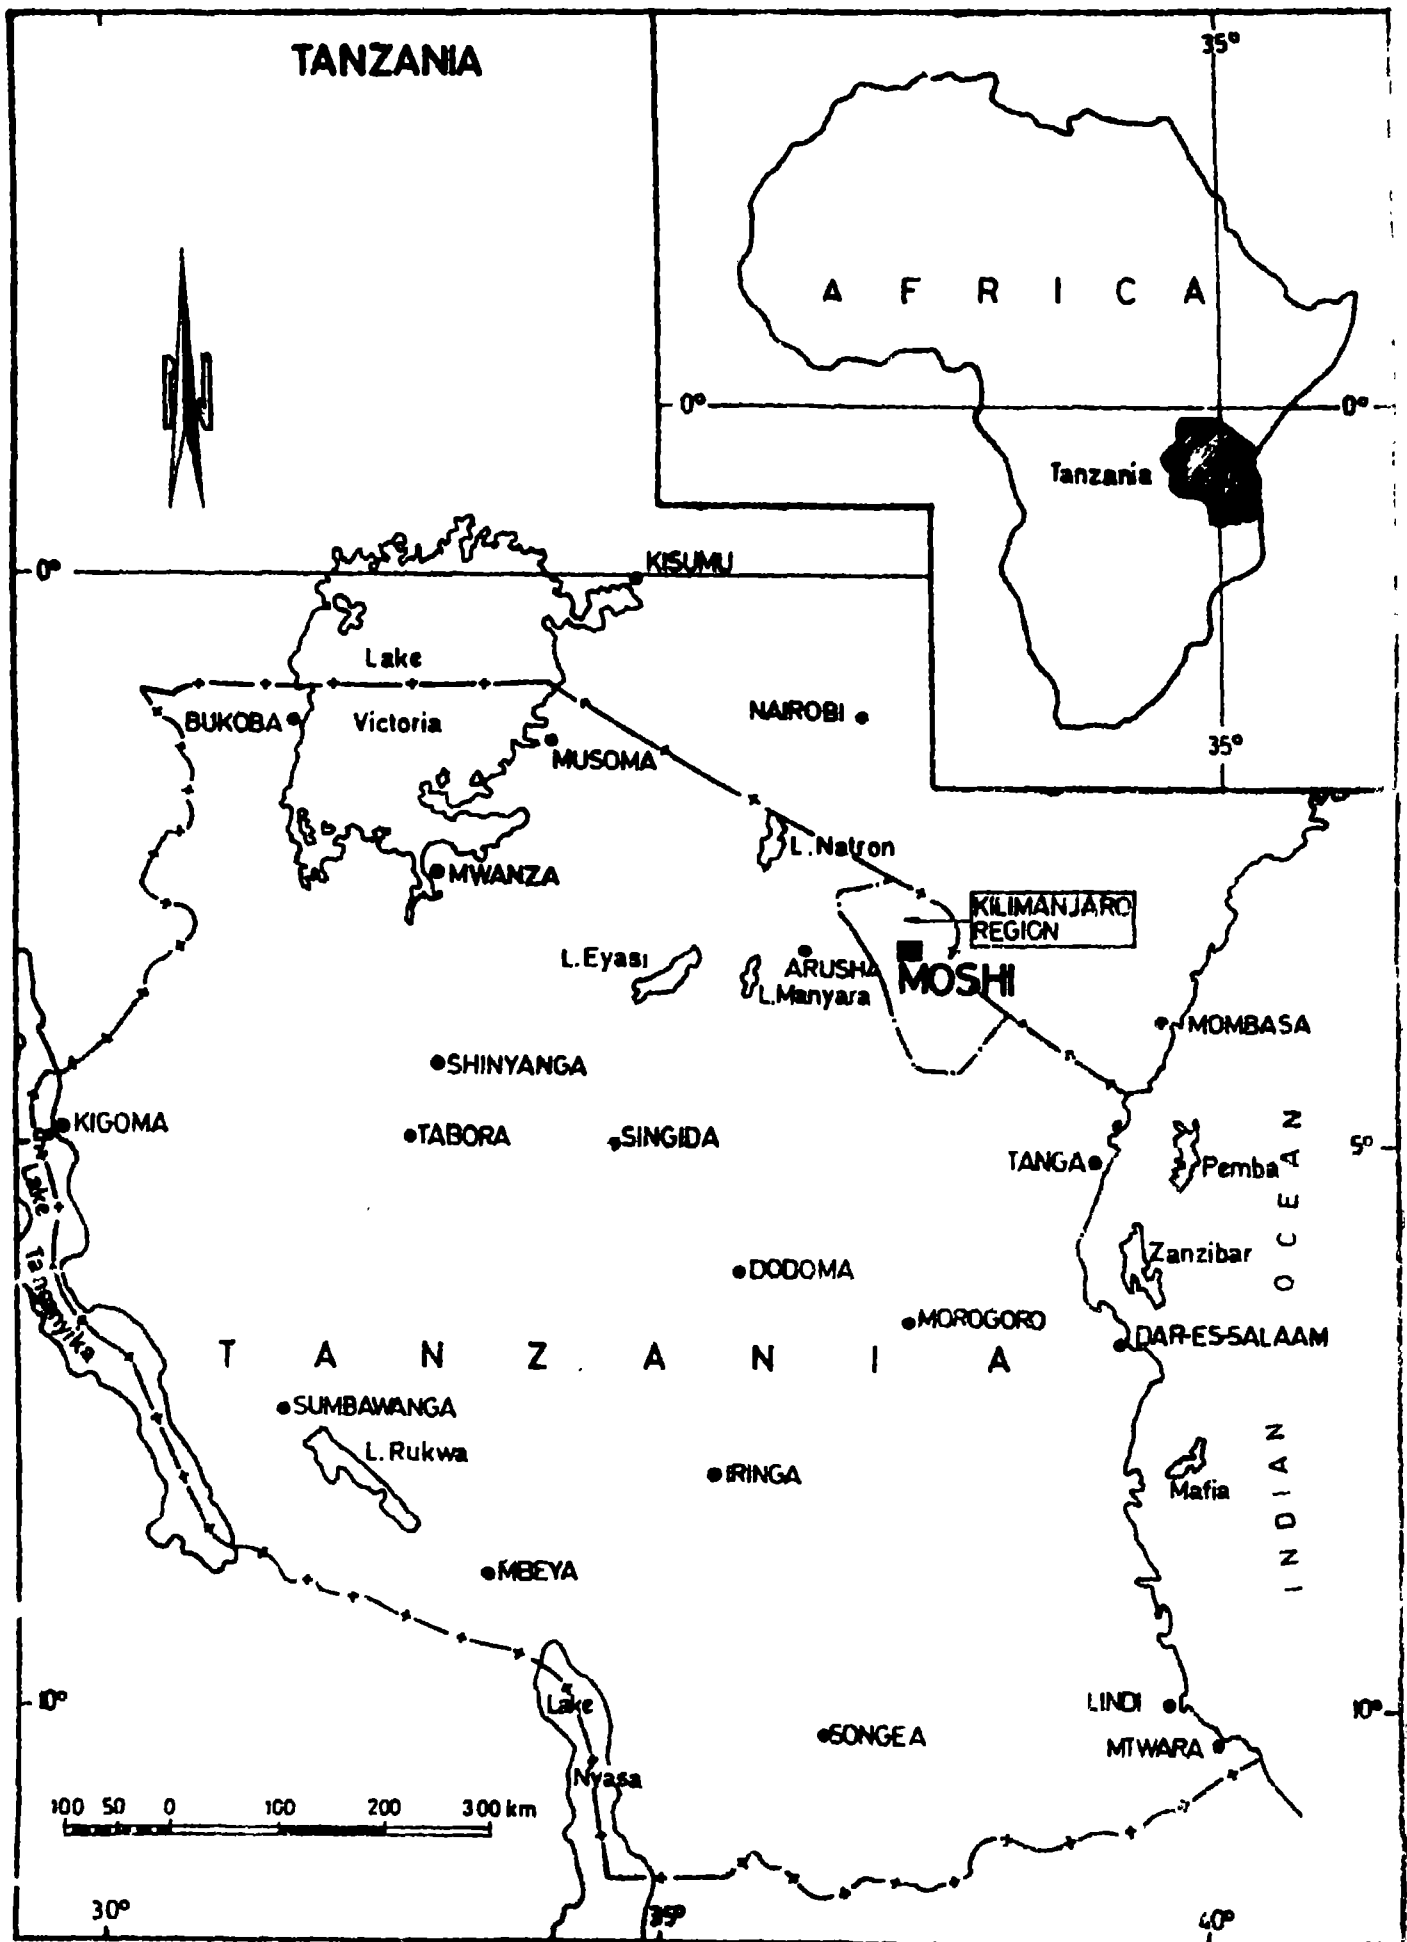 TANZANIA
35°
A F R I C A
0°
0°
Tanzania
35°
N
0°
KISUMU
Lake
Victoria
BUKOBA
NAIROBI
MUSOMA
L.Natron
MWANZA
KILIMANJARO
REGION
L.Eyasi
ARUSHA
MOSHI
L.Manyara
MOMBASA
SHINYANGA
KIGOMA
TABORA
SINGIDA
TANGA
Pemba
5°
Lake
Tanganyika
Zanzibar
DODOMA
MOROGORO
DAR-ES-SALAAM
T A N Z A N I A
INDIAN OCEAN
SUMBAWANGA
L.Rukwa
IRINGA
Mafia
MBEYA
10°
Lake
Nyasa
SONGEA
LINDI
10°
MTWARA
100 50 0 100 200 300 km
30°
35°
40°